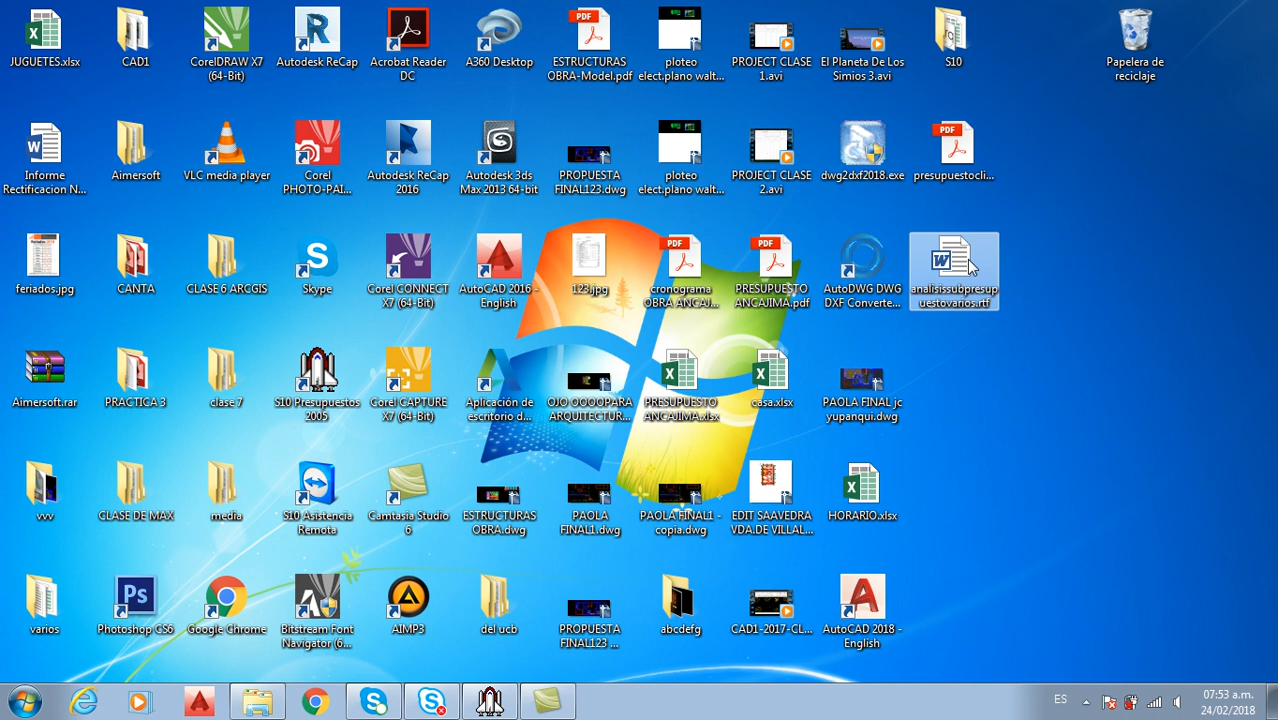 JUGUETES.xlsx
CAD1
CorelDRAW X7
(64-Bit)
Autodesk ReCap
Acrobat Reader
DC
A360 Desktop
PDF
ESTRUCTURAS
OBRA-Model.pdf
ploteo
elect.plano walt...
PROJECT CLASE
1.avi
El Planeta De Los
Simios 3.avi
S10
Papelera de
reciclaje
Informe
Rectificacion N...
Aimersoft
VLC media player
Corel
PHOTO-PAI...
Autodesk ReCap
2016
Autodesk 3ds
Max 2013 64-bit
PROPUESTA
FINAL123.dwg
ploteo
elect.plano walt...
PROJECT CLASE
2.avi
dwg2dxf2018.exe
PDF
presupuestocli...
feriados.jpg
CANTA
CLASE 6 ARCGIS
Skype
Corel CONNECT
X7 (64-Bit)
AutoCAD 2016 -
English
123.jpg
PDF
cronograma
OBRA ANCAJ...
PDF
PRESUPUESTO
ANCAJIMA.pdf
AutoDWG DWG
DXF Converte...
analisissubpresup
uestovarios.rtf
Aimersoft.rar
PRACTICA 3
clase 7
S10 Presupuestos
2005
Corel CAPTURE
X7 (64-Bit)
Aplicación de
escritorio d...
OJO OOOOPARA
ARQUITECTUR...
PRESUPUESTO
ANCAJIMA.xlsx
casa.xlsx
PAOLA FINAL jc
yupanqui.dwg
vvv
CLASE DE MAX
media
S10 Asistencia
Remota
Camtasia Studio
6
ESTRUCTURAS
OBRA.dwg
PAOLA
FINAL1.dwg
PAOLA FINAL1 -
copia.dwg
EDIT SAAVEDRA
VDA.DE VILLAL...
HORARIO.xlsx
varios
Ps
Photoshop CS6
Google Chrome
Bitstream Font
Navigator (6...
AIMP3
del ucb
PROPUESTA
FINAL123 ...
abcdefg
CAD1-2017-CL...
AutoCAD 2018 -
English
ES
07:53 a.m.
24/02/2018